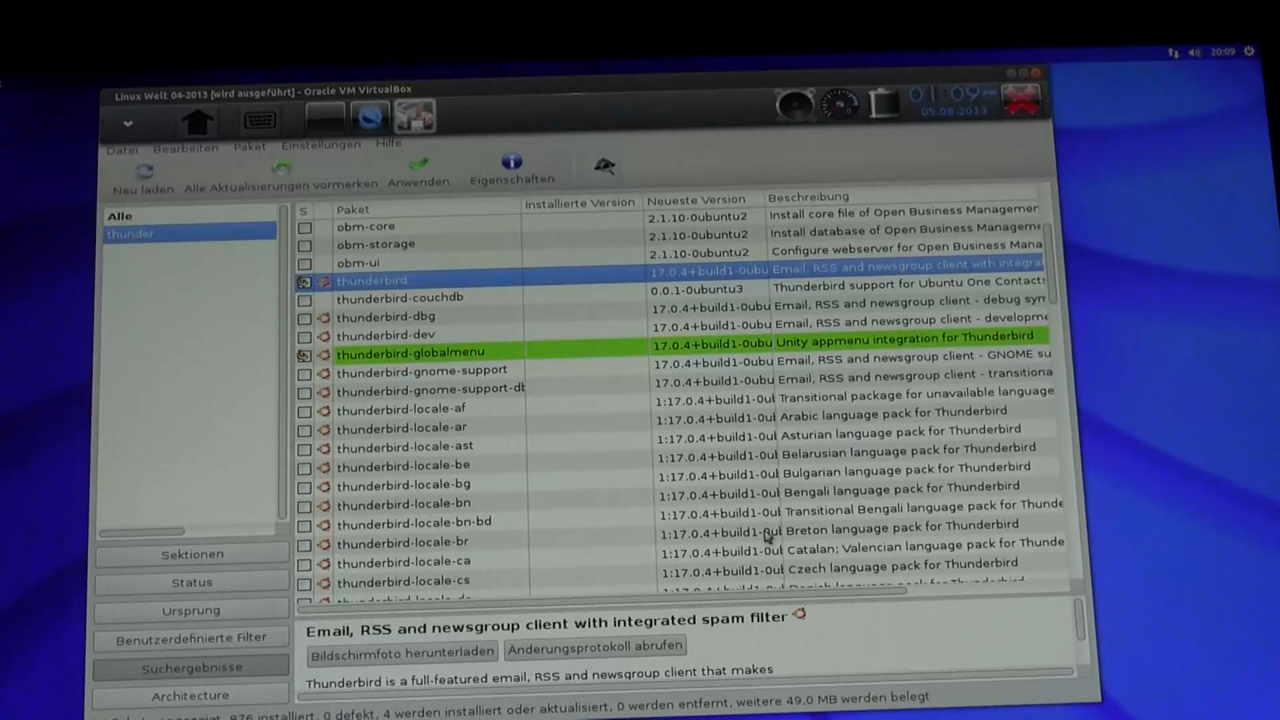 20:09
Linux Welt 04-2013 [wird ausgeführt] - Oracle VM VirtualBox
05.08.2013
Datei Bearbeiten Paket Einstellungen Hilfe
Neu laden Alle Aktualisierungen vormerken Anwenden Eigenschaften
S Paket Installierte Version Neueste Version Beschreibung
Alle
thunder
obm-core 2.1.10-0ubuntu2 Install core file of Open Business Managemer
obm-storage 2.1.10-0ubuntu2 Install database of Open Business Manageme
obm-ui 2.1.10-0ubuntu2 Configure webserver for Open Business Mana
thunderbird 17.0.4+build1-0ubu Email, RSS and newsgroup client with integra
thunderbird-couchdb 0.0.1-0ubuntu3 Thunderbird support for Ubuntu One Contacts
thunderbird-dbg 17.0.4+build1-0ubu Email, RSS and newsgroup client - debug sym
thunderbird-dev 17.0.4+build1-0ubu Email, RSS and newsgroup client - developme
thunderbird-globalmenu 17.0.4+build1-0ubu Unity appmenu integration for Thunderbird
thunderbird-gnome-support 17.0.4+build1-0ubu Email, RSS and newsgroup client - GNOME su
thunderbird-gnome-support-db 17.0.4+build1-0ubu Email, RSS and newsgroup client - transitiona
thunderbird-locale-af 1:17.0.4+build1-0ul Transitional package for unavailable language
thunderbird-locale-ar 1:17.0.4+build1-0ul Arabic language pack for Thunderbird
thunderbird-locale-ast 1:17.0.4+build1-0ul Asturian language pack for Thunderbird
thunderbird-locale-be 1:17.0.4+build1-0ul Belarusian language pack for Thunderbird
thunderbird-locale-bg 1:17.0.4+build1-0ul Bulgarian language pack for Thunderbird
thunderbird-locale-bn 1:17.0.4+build1-0ul Bengali language pack for Thunderbird
thunderbird-locale-bn-bd 1:17.0.4+build1-0ul Transitional Bengali language pack for Thunde
thunderbird-locale-br 1:17.0.4+build1-0ul Breton language pack for Thunderbird
thunderbird-locale-ca 1:17.0.4+build1-0ul Catalan; Valencian language pack for Thunde
thunderbird-locale-cs 1:17.0.4+build1-0ul Czech language pack for Thunderbird
Sektionen
Status
Ursprung
Benutzerdefinierte Filter
Suchergebnisse
Architecture
Email, RSS and newsgroup client with integrated spam filter
Bildschirmfoto herunterladen Änderungsprotokoll abrufen
Thunderbird is a full-featured email, RSS and newsgroup client that makes
876 installiert, 0 defekt, 4 werden installiert oder aktualisiert, 0 werden entfernt, weitere 49.0 MB werden belegt